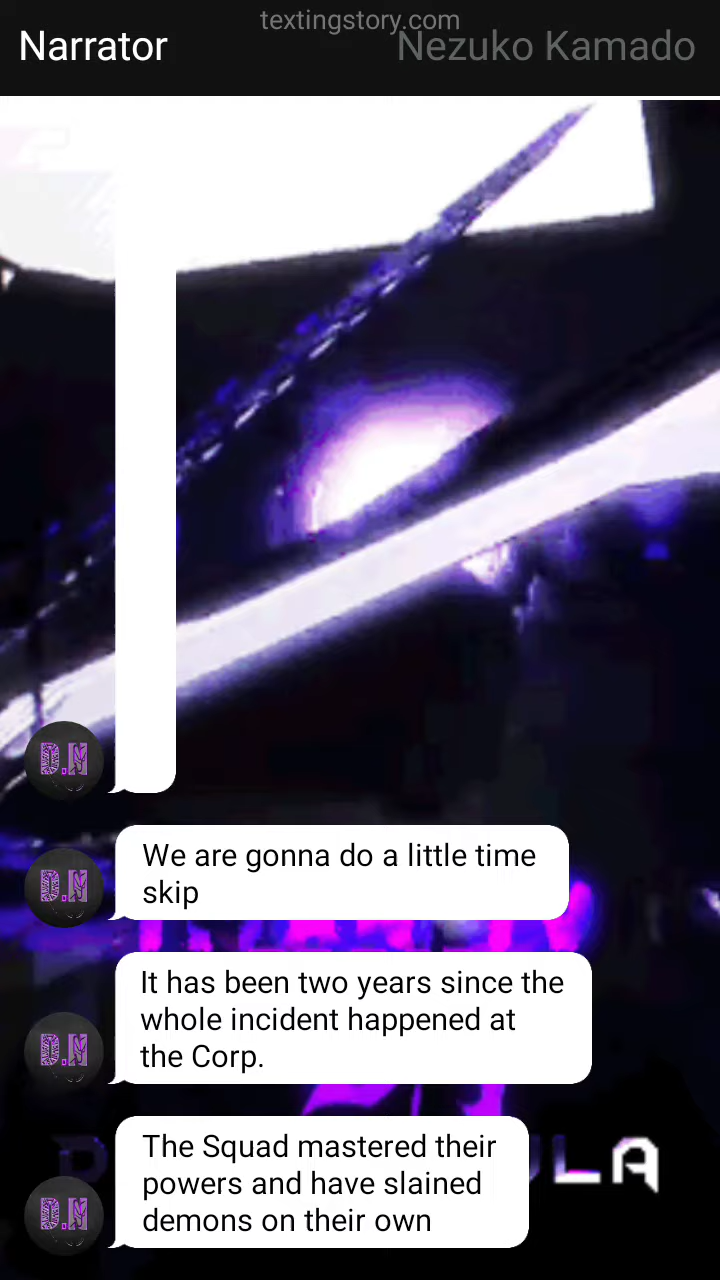 textingstory.com
Narrator
Nezuko Kamado
We are gonna do a little time
skip
It has been two years since the
whole incident happened at
the Corp.
The Squad mastered their
powers and have slained
demons on their own
D.N
D.N
D.N
D.N